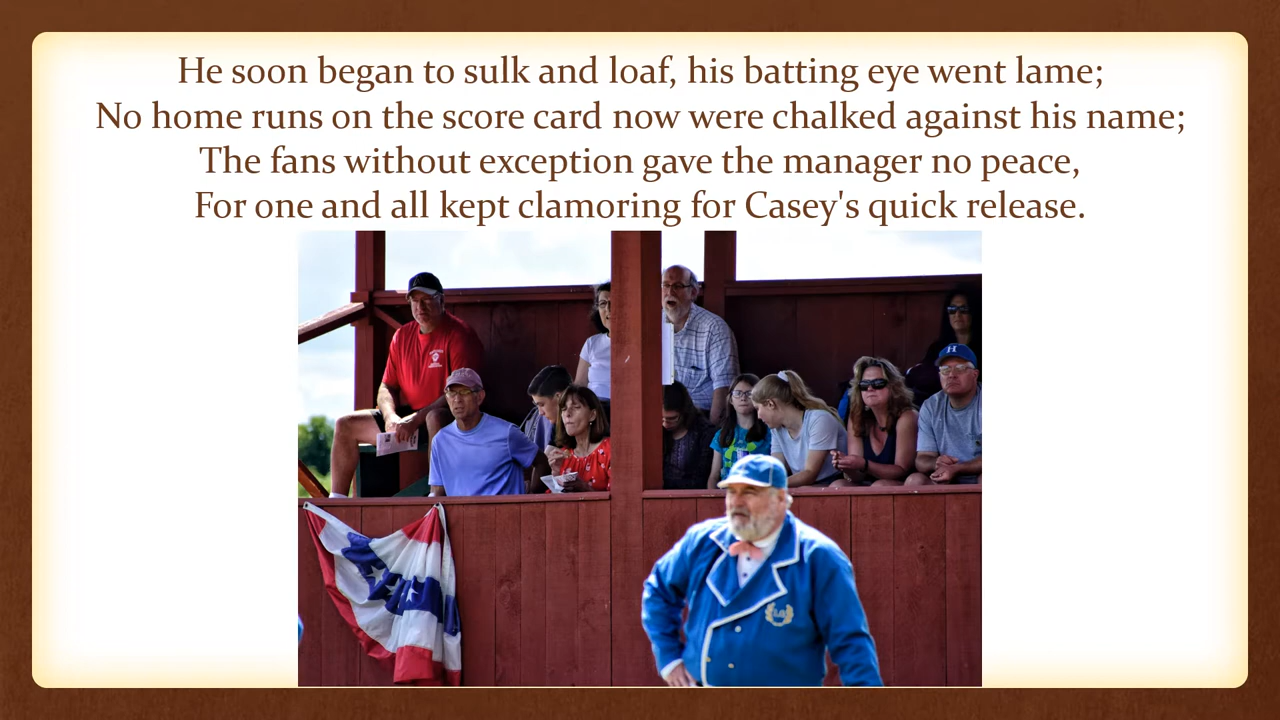 He soon began to sulk and loaf, his batting eye went lame;
No home runs on the score card now were chalked against his name;
The fans without exception gave the manager no peace,
For one and all kept clamoring for Casey's quick release.
H